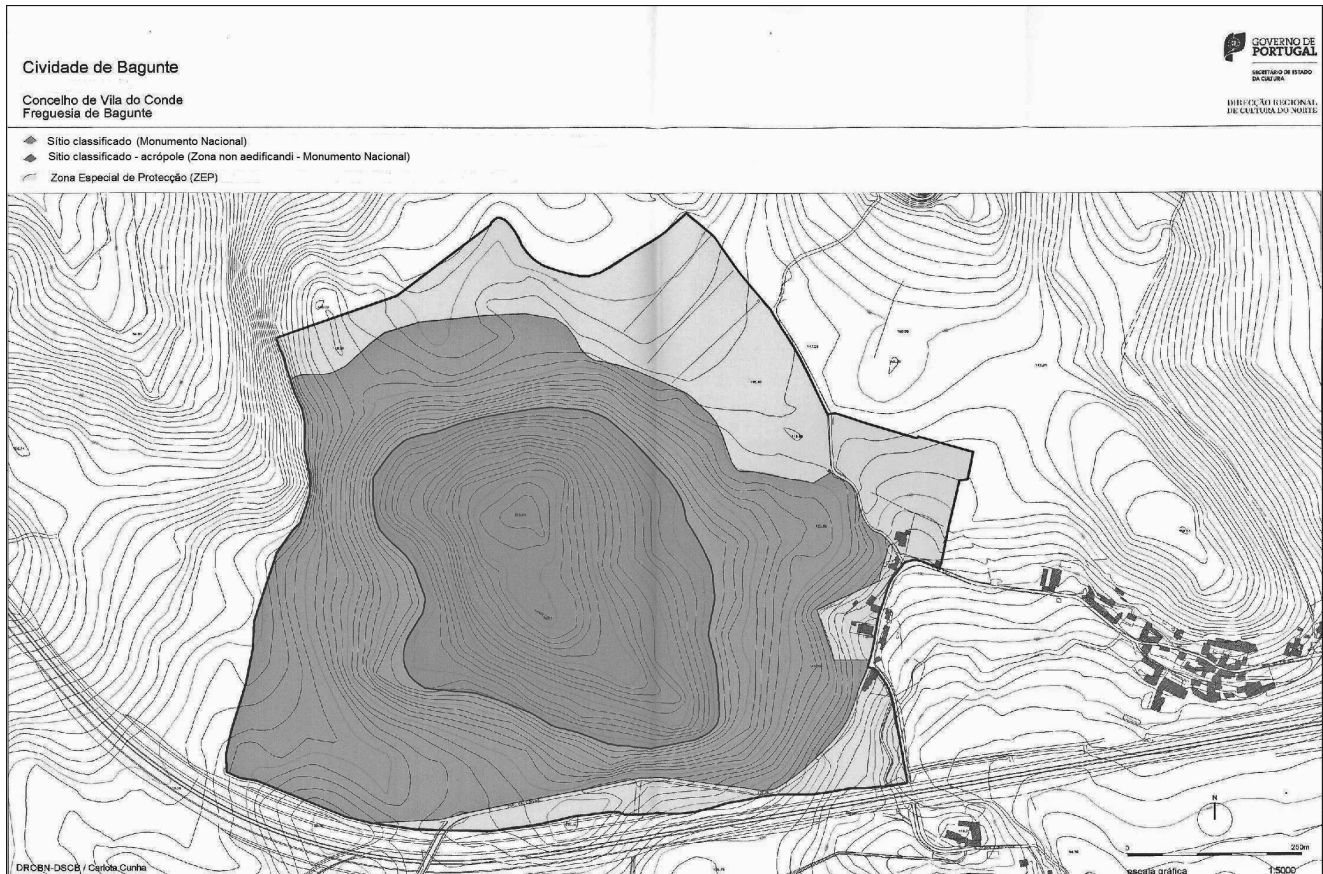 Cividade de Bagunte
GOVERNO DE
PORTUGAL
SECRETÁRIO DE ESTADO
DA CULTURA
DIRECÇÃO REGIONAL
DE CULTURA DO NORTE
Concelho de Vila do Conde
Freguesia de Bagunte
Sítio classificado (Monumento Nacional)
Sítio classificado - acrópole (Zona non aedificandi - Monumento Nacional)
Zona Especial de Protecção (ZEP)
N
0
250m
escala gráfica
1:5000
DRCBN-DSCB / Carlota Cunha